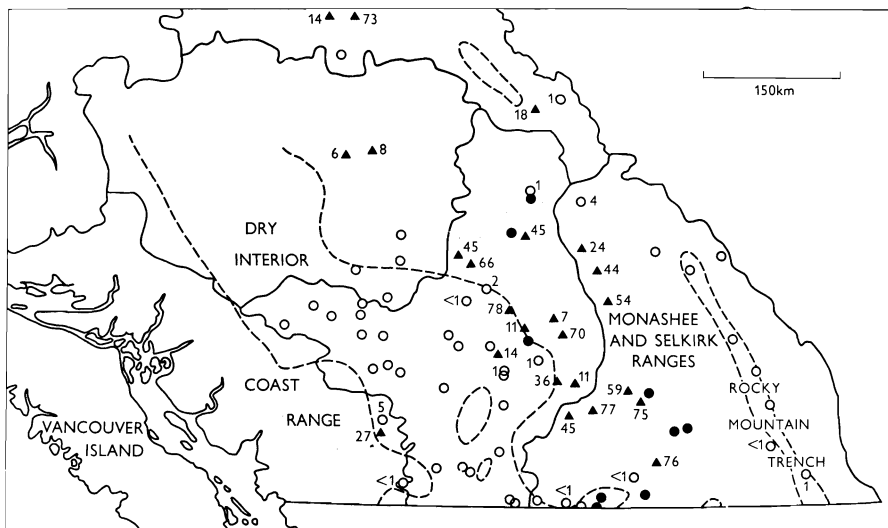 14 73
150km
1
18
6 8
1
4
DRY
INTERIOR
45
45
66
24
44
2
<1
54
78
7
11
70
MONASHEE
AND SELKIRK
RANGES
14
1
36
11
COAST
RANGE
59
75
ROCKY
MOUNTAIN
TRENCH
VANCOUVER
ISLAND
5
27
45
77
<1
76
<1
<1
<1
1